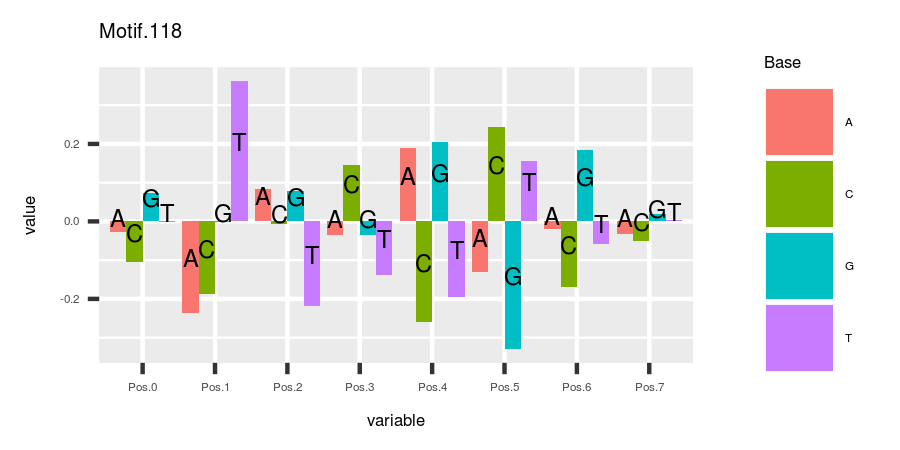 Motif.118
Base
A
C
G
T
value
0.2
0.0
-0.2
A C G T
A C G T
A C G T
A C G T
A C G T
A C G T
A C G T
A C G T
Pos.0 Pos.1 Pos.2 Pos.3 Pos.4 Pos.5 Pos.6 Pos.7
variable